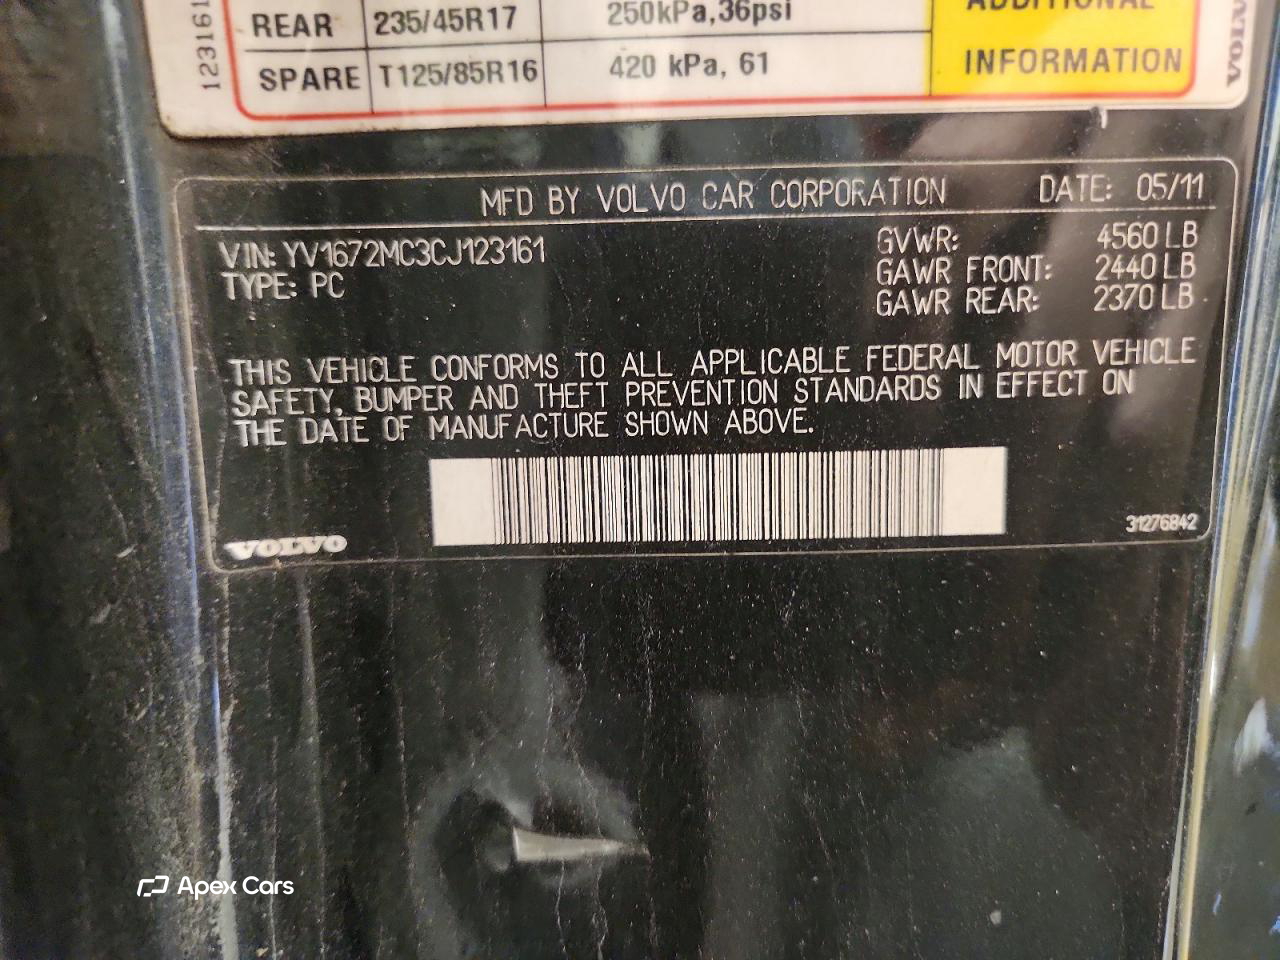 ADDITIONAL
INFORMATION
REAR 235/45R17 250kPa,36psi
SPARE T125/85R16 420 kPa, 61
123161
VOLVO
MFD BY VOLVO CAR CORPORATION DATE: 05/11
VIN: YV1672MC3CJ123161
TYPE: PC
GVWR: 4560 LB
GAWR FRONT: 2440 LB
GAWR REAR: 2370 LB
THIS VEHICLE CONFORMS TO ALL APPLICABLE FEDERAL MOTOR VEHICLE
SAFETY, BUMPER AND THEFT PREVENTION STANDARDS IN EFFECT ON
THE DATE OF MANUFACTURE SHOWN ABOVE.
VOLVO
31276842
Apex Cars